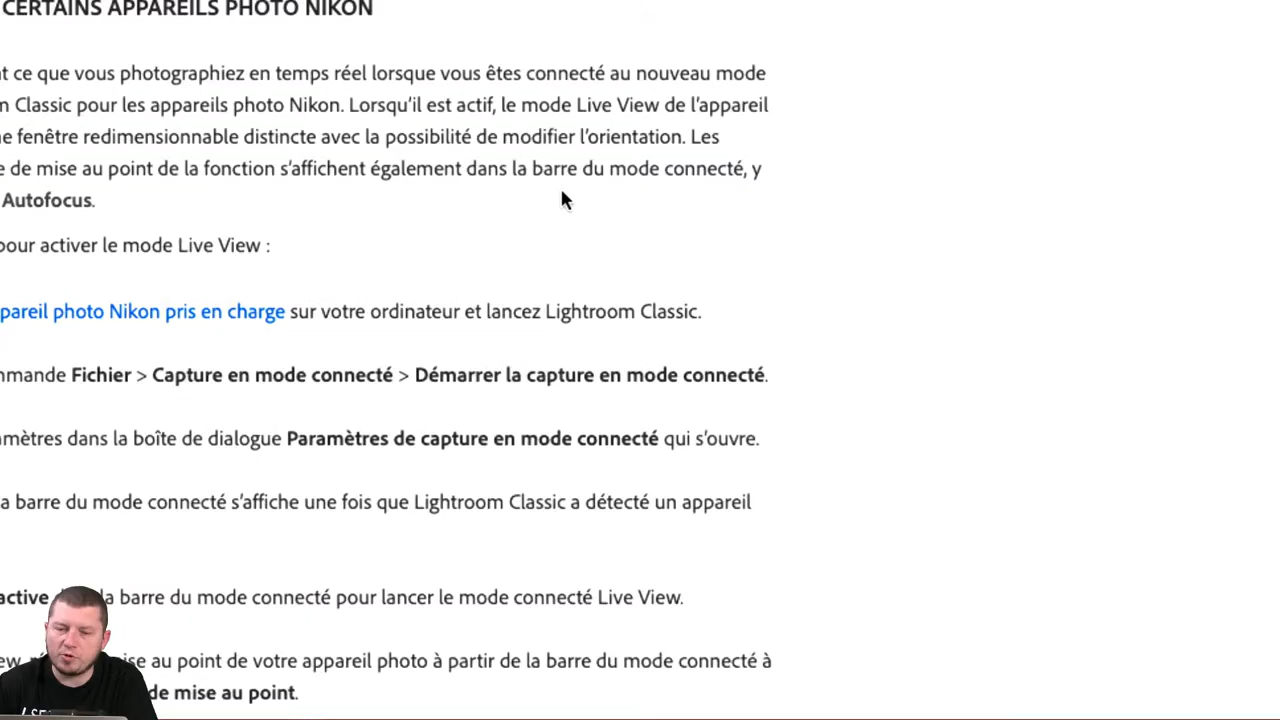 CERTAINS APPAREILS PHOTO NIKON
ce que vous photographiez en temps réel lorsque vous êtes connecté au nouveau mode
Classic pour les appareils photo Nikon. Lorsqu’il est actif, le mode Live View de l’appareil
fenêtre redimensionnable distincte avec la possibilité de modifier l’orientation. Les
de mise au point de la fonction s’affichent également dans la barre du mode connecté, y
Autofocus.
pour activer le mode Live View :
pareil photo Nikon pris en charge sur votre ordinateur et lancez Lightroom Classic.
mmande Fichier > Capture en mode connecté > Démarrer la capture en mode connecté.
amètres dans la boîte de dialogue Paramètres de capture en mode connecté qui s’ouvre.
a barre du mode connecté s’affiche une fois que Lightroom Classic a détecté un appareil
active la barre du mode connecté pour lancer le mode connecté Live View.
ise au point de votre appareil photo à partir de la barre du mode connecté à
de mise au point.